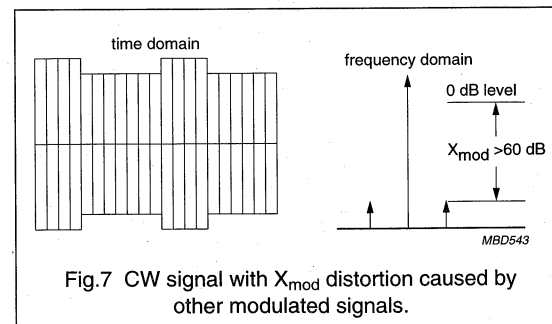 time domain
frequency domain
0 dB level
Xmod >60 dB
MBD543
Fig.7 CW signal with Xmod distortion caused by
other modulated signals.